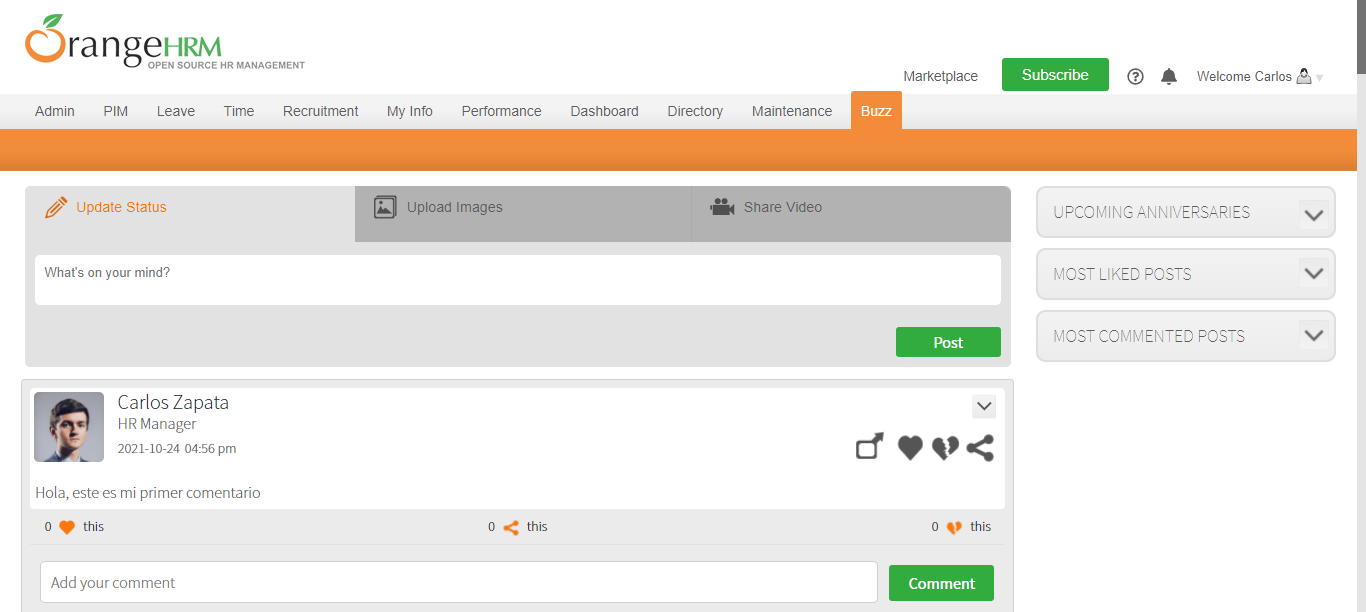 OrangeHRM
OPEN SOURCE HR MANAGEMENT
Marketplace Subscribe ? Welcome Carlos
Admin PIM Leave Time Recruitment My Info Performance Dashboard Directory Maintenance Buzz
Update Status Upload Images Share Video
What's on your mind?
Post
UPCOMING ANNIVERSARIES
MOST LIKED POSTS
MOST COMMENTED POSTS
Carlos Zapata
HR Manager
2021-10-24 04:56 pm
Hola, este es mi primer comentario
0 this 0 this 0 this
Add your comment Comment